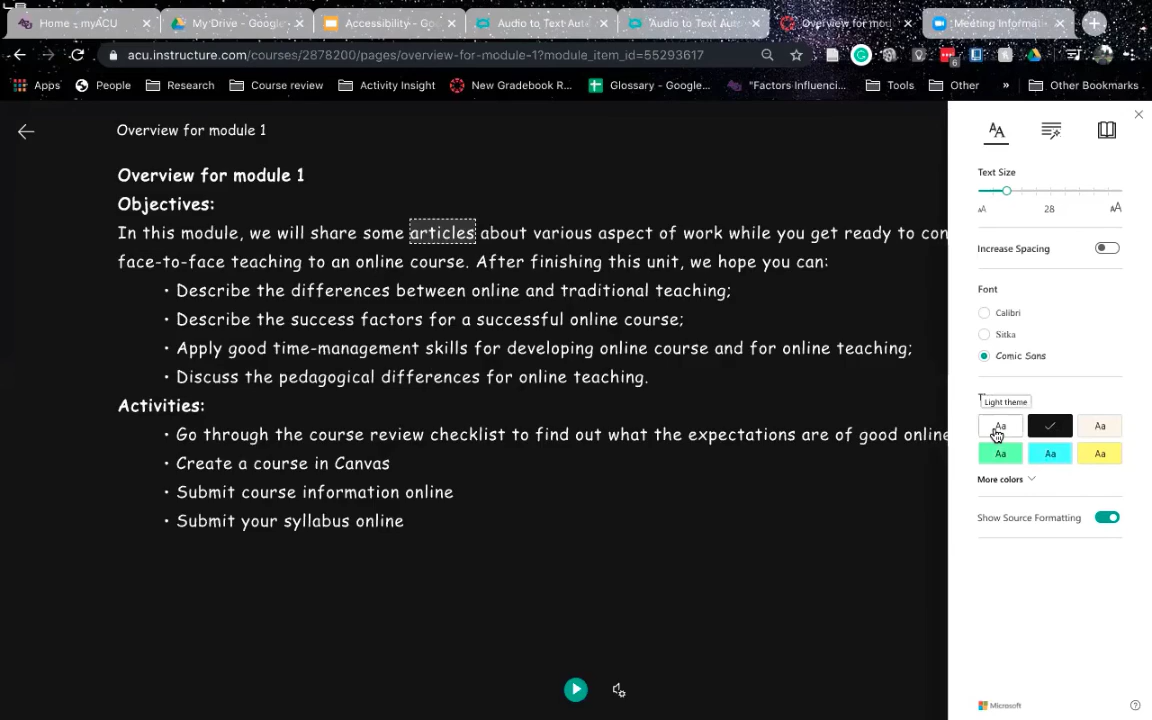 Home - myACU
My Drive - Google
Accessibility - Go
Audio to Text Aut
Audio to Text Aut
Overview for mod
Meeting Informat
acu.instructure.com/courses/2878200/pages/overview-for-module-1?module_item_id=55293617
6
Apps
People
Research
Course review
Activity Insight
New Gradebook R...
Glossary - Google...
"Factors Influenci...
Tools
Other
»
Other Bookmarks
Overview for module 1
Overview for module 1
Objectives:
In this module, we will share some articles about various aspect of work while you get ready to con
face-to-face teaching to an online course. After finishing this unit, we hope you can:
• Describe the differences between online and traditional teaching;
• Describe the success factors for a successful online course;
• Apply good time-management skills for developing online course and for online teaching;
• Discuss the pedagogical differences for online teaching.
Activities:
• Go through the course review checklist to find out what the expectations are of good online
• Create a course in Canvas
• Submit course information online
• Submit your syllabus online
AA
Text Size
AA
28
AA
Increase Spacing
Font
Calibri
Sitka
Comic Sans
Light theme
Aa
Aa
Aa
Aa
Aa
More colors
Show Source Formatting
Microsoft
?